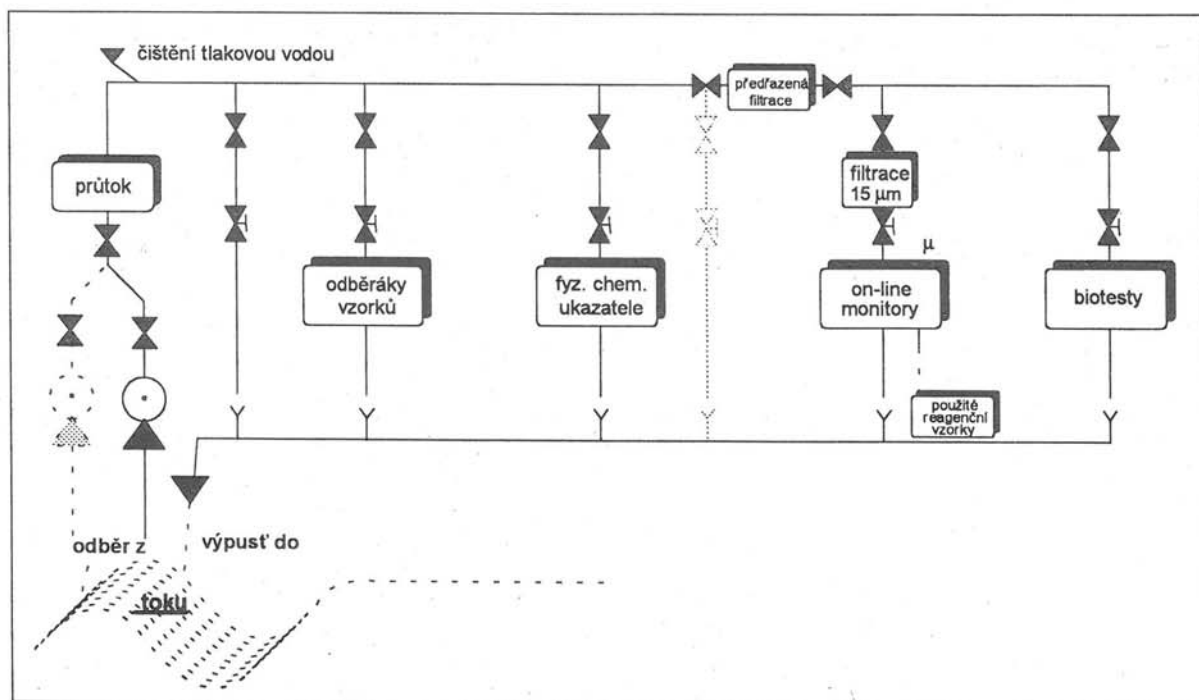 čištění tlakovou vodou
předřazená
filtrace
průtok
filtrace
15 µm
µ
odběráky
vzorků
fyz. chem.
ukazatele
on-line
monitory
biotesty
použité
reagenční
vzorky
odběr z
výpusť do
toku